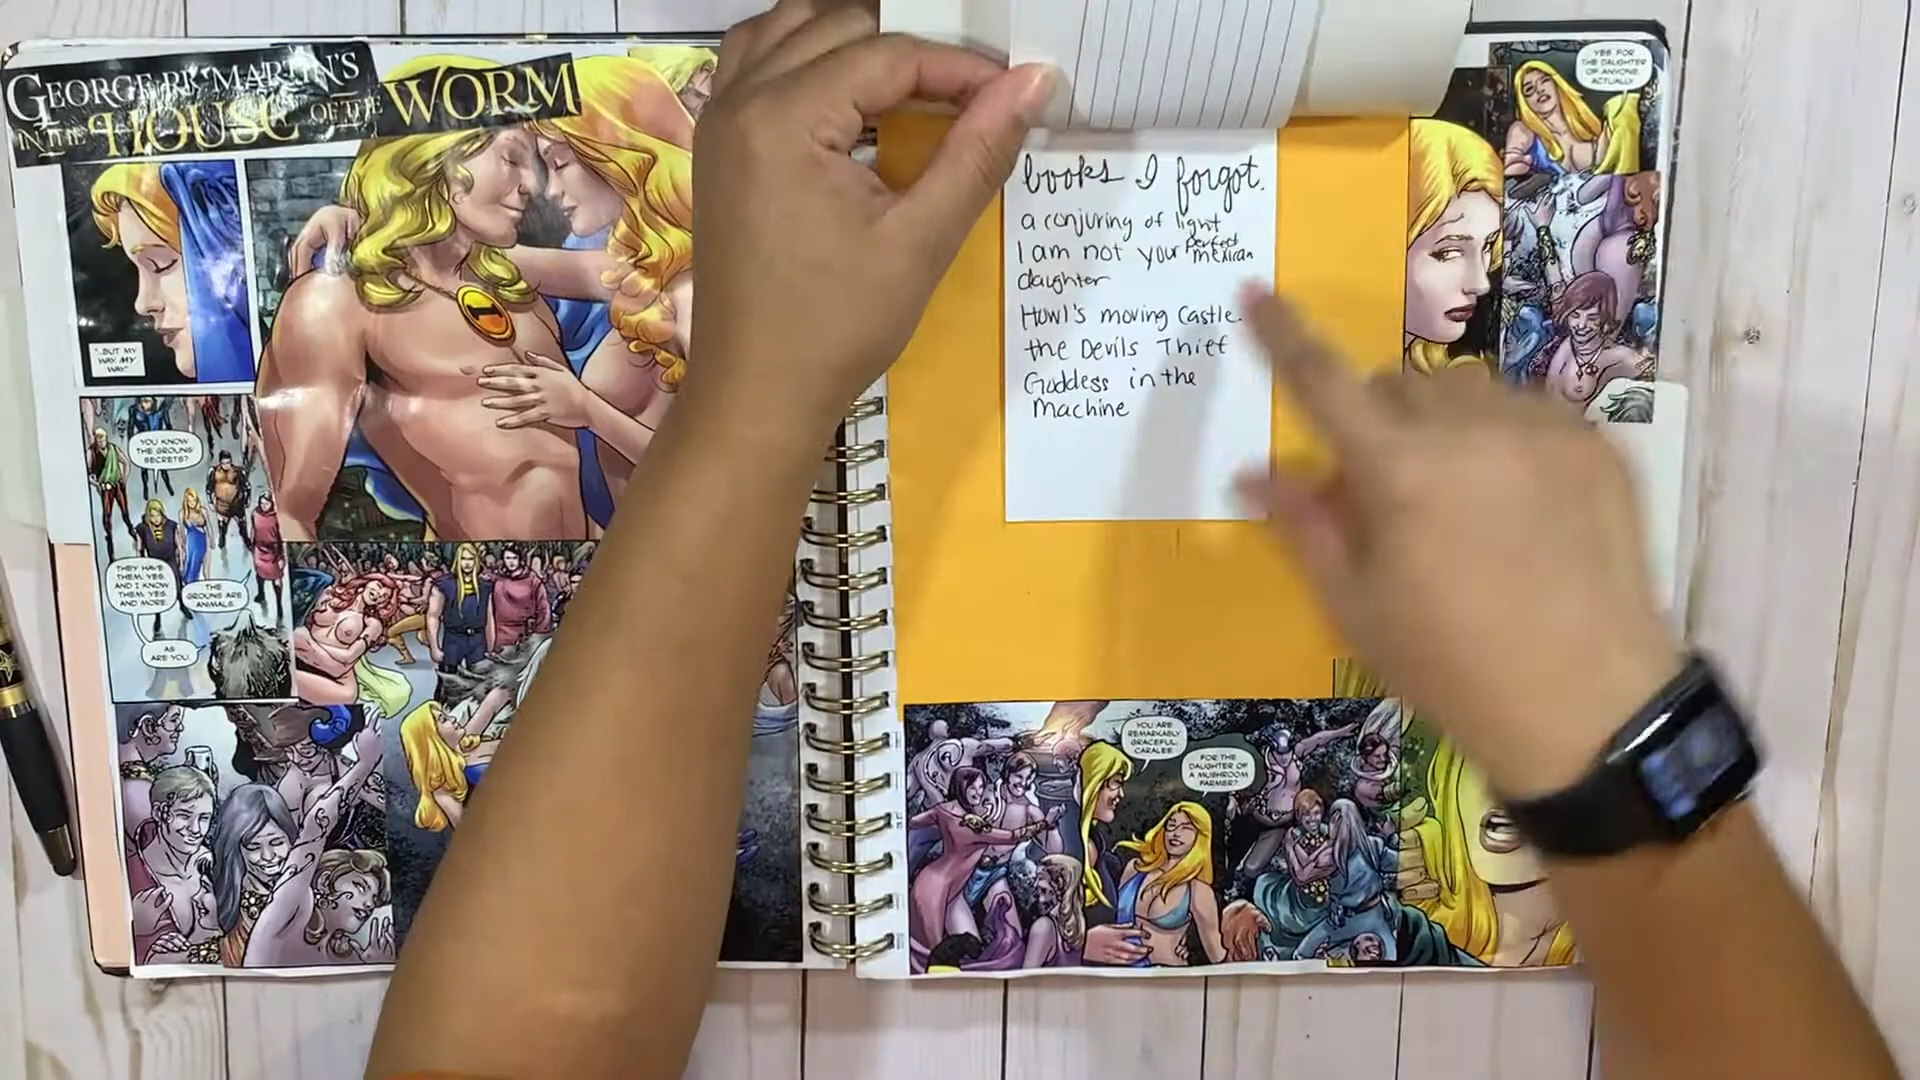 GEORGE R.R. MARTIN'S
IN THE HOUSE OF THE WORM
"...BUT MY
WAY. MY
WAY."
YOU KNOW
THE GROUNS'
SECRETS?
THEY HAVE
THEM, YES,
AND I KNOW
THEM, YES,
AND MORE.
THE
GROUNS ARE
ANIMALS.
AS
ARE YOU.
books I forgot.
a conjuring of light
I am not your perfect mexican
daughter
Howl's moving Castle.
the Devils Thief
Goddess in the
Machine
YES. FOR
THE DAUGHTER
OF ANYONE,
ACTUALLY.
YOU ARE
REMARKABLY
GRACEFUL,
CARALEE.
FOR THE
DAUGHTER OF
A MUSHROOM
FARMER?